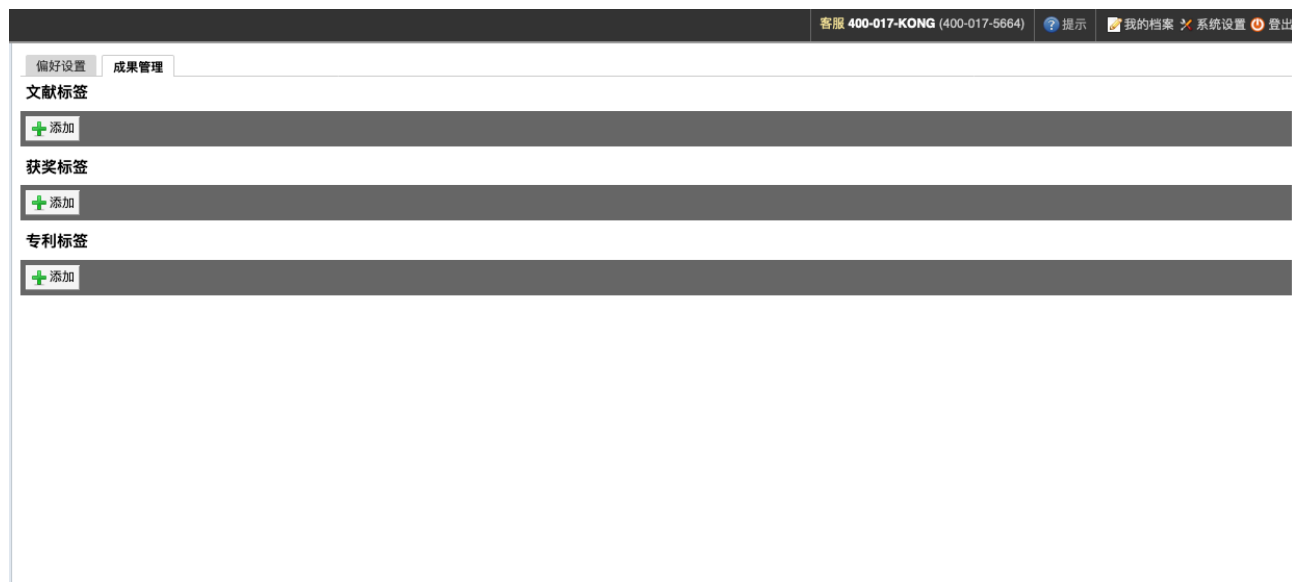 客服 400-017-KONG (400-017-5664) 提示 我的档案 系统设置 登出
偏好设置 成果管理
文献标签
添加
获奖标签
添加
专利标签
添加